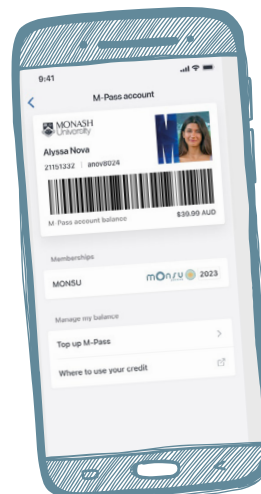 9:41
M-Pass account
MONASH
University
Alyssa Nova
21151332 | anov8024
M-Pass account balance
$39.99 AUD
Memberships
MONSU
monsu
2023
Manage my balance
Top up M-Pass
Where to use your credit